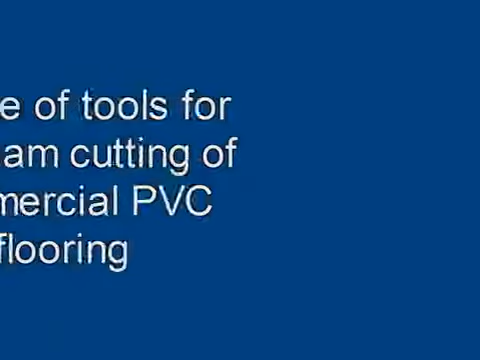 e of tools for
am cutting of
mercial PVC
flooring